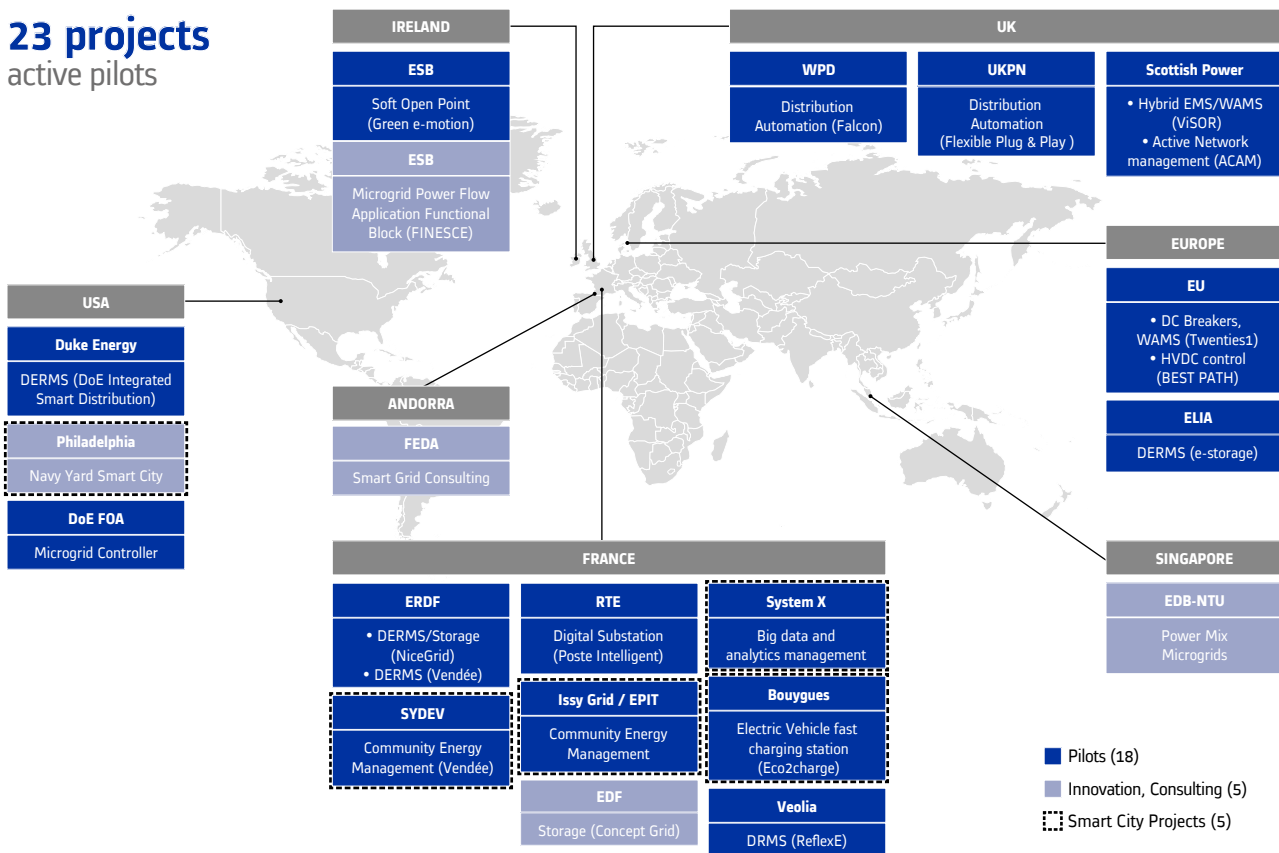 23 projects
active pilots
IRELAND
ESB
Soft Open Point
(Green e-motion)
ESB
Microgrid Power Flow
Application Functional
Block (FINESCE)
UK
WPD
Distribution
Automation (Falcon)
UKPN
Distribution
Automation
(Flexible Plug & Play )
Scottish Power
• Hybrid EMS/WAMS
(ViSOR)
• Active Network
management (ACAM)
EUROPE
EU
• DC Breakers,
WAMS (Twenties1)
• HVDC control
(BEST PATH)
ELIA
DERMS (e-storage)
USA
Duke Energy
DERMS (DoE Integrated
Smart Distribution)
Philadelphia
Navy Yard Smart City
DoE FOA
Microgrid Controller
ANDORRA
FEDA
Smart Grid Consulting
FRANCE
ERDF
• DERMS/Storage
(NiceGrid)
• DERMS (Vendée)
SYDEV
Community Energy
Management (Vendée)
RTE
Digital Substation
(Poste Intelligent)
Issy Grid / EPIT
Community Energy
Management
EDF
Storage (Concept Grid)
System X
Big data and
analytics management
Bouygues
Electric Vehicle fast
charging station
(Eco2charge)
Veolia
DRMS (ReflexE)
SINGAPORE
EDB-NTU
Power Mix
Microgrids
Pilots (18)
Innovation, Consulting (5)
Smart City Projects (5)